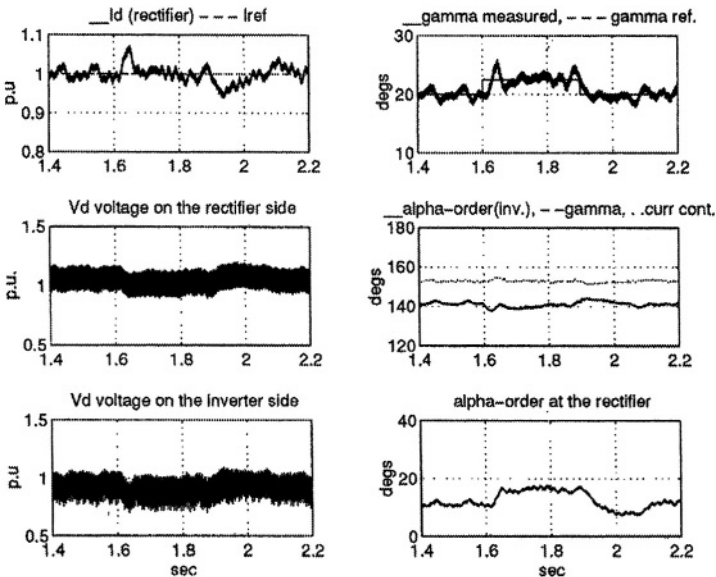 __Id (rectifier) --- Iref
1.1
1
0.9
0.8
p.u
1.4 1.6 1.8 2 2.2
__gamma measured, --- gamma ref.
30
20
10
degs
1.4 1.6 1.8 2 2.2
Vd voltage on the rectifier side
1.5
1
0.5
p.u.
1.4 1.6 1.8 2 2.2
__alpha-order(inv.), --gamma, ..curr cont.
180
160
140
120
degs
1.4 1.6 1.8 2 2.2
Vd voltage on the inverter side
1.5
1
0.5
p.u
1.4 1.6 1.8 2 2.2
sec
alpha-order at the rectifier
40
20
0
degs
1.4 1.6 1.8 2 2.2
sec